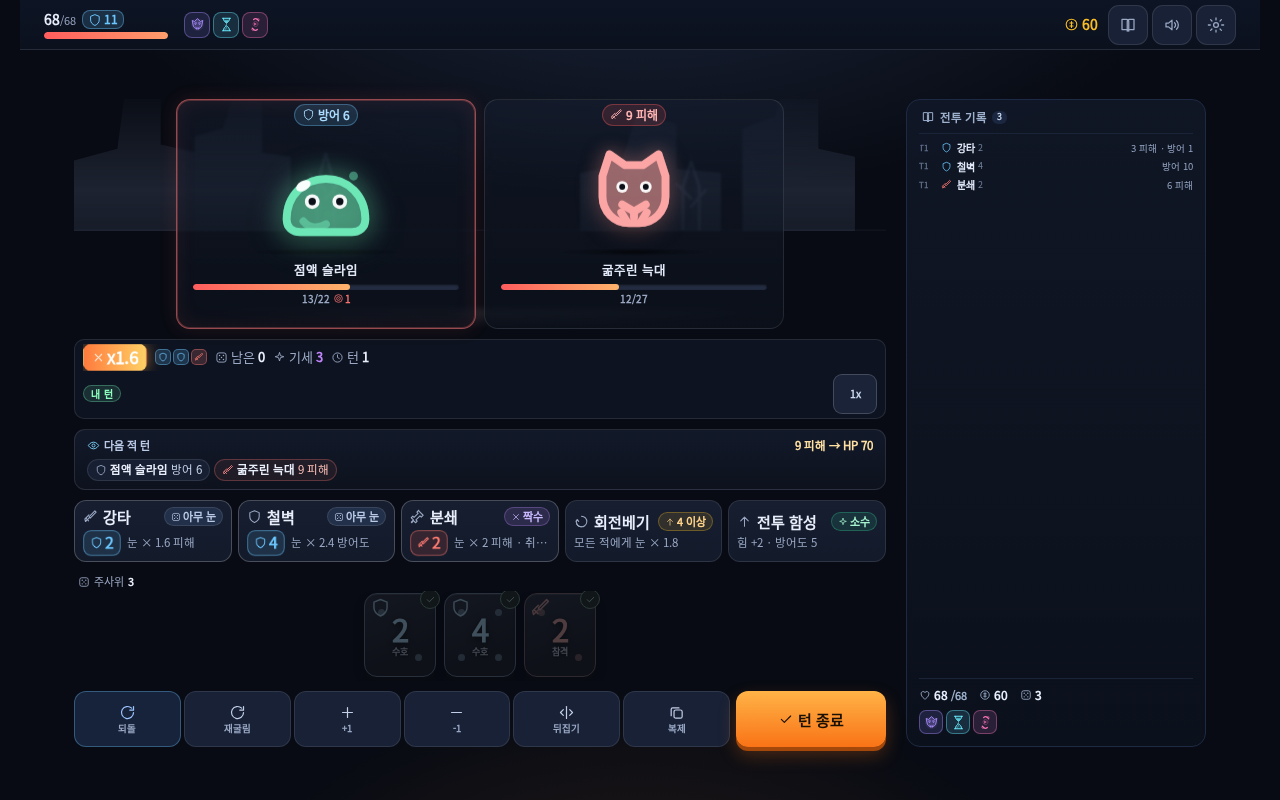 68/68 11
60
방어 6
9 피해
점액 슬라임
13/22 1
굶주린 늑대
12/27
x1.6 남은 0 기세 3 턴 1
내 턴
1x
다음 적 턴
9 피해 → HP 70
점액 슬라임 방어 6 굶주린 늑대 9 피해
강타 아무 눈
2 눈 × 1.6 피해
철벽 아무 눈
4 눈 × 2.4 방어도
분쇄 짝수
2 눈 × 2 피해 · 취…
회전베기 4 이상
모든 적에게 눈 × 1.8
전투 함성 소수
힘 +2 · 방어도 5
주사위 3
2 수호
4 수호
2 참격
되돌
재굴림
+1
-1
뒤집기
복제
턴 종료
전투 기록 3
T1 강타 2 3 피해 · 방어 1
T1 철벽 4 방어 10
T1 분쇄 2 6 피해
68 /68 60 3